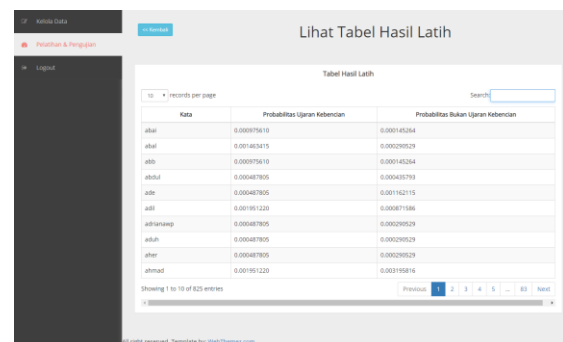 Kelola Data
Pelatihan & Pengujian
Logout
<< Kembali
Lihat Tabel Hasil Latih
Tabel Hasil Latih
10 records per page
Search:
Kata Probabilitas Ujaran Kebencian Probabilitas Bukan Ujaran Kebencian
abai 0.000975610 0.000145264
abal 0.001463415 0.000290529
abb 0.000975610 0.000145264
abdul 0.000487805 0.000435793
ade 0.000487805 0.001162115
adil 0.001951220 0.000871586
adrianawp 0.000487805 0.000290529
aduh 0.000487805 0.000290529
aher 0.000487805 0.000290529
ahmad 0.001951220 0.003195816
Showing 1 to 10 of 825 entries
Previous 1 2 3 4 5 ... 83 Next
All right reserved. Template by: WebThemez.com